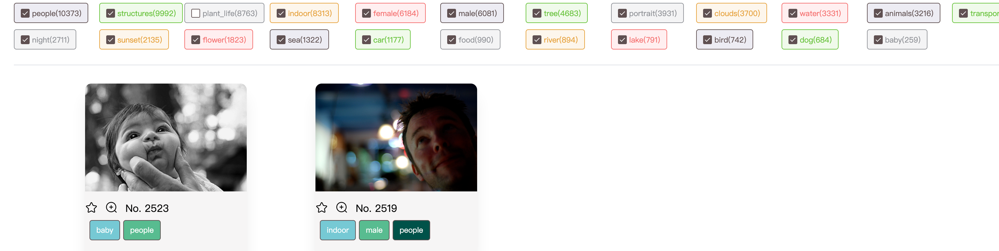 people(10373) structures(9992) plant_life(8763) indoor(8313) female(6184) male(6081) tree(4683) portrait(3931) clouds(3700) water(3331) animals(3216) transpor
night(2711) sunset(2135) flower(1823) sea(1322) car(1177) food(990) river(894) lake(791) bird(742) dog(684) baby(259)
No. 2523
baby people
No. 2519
indoor male people